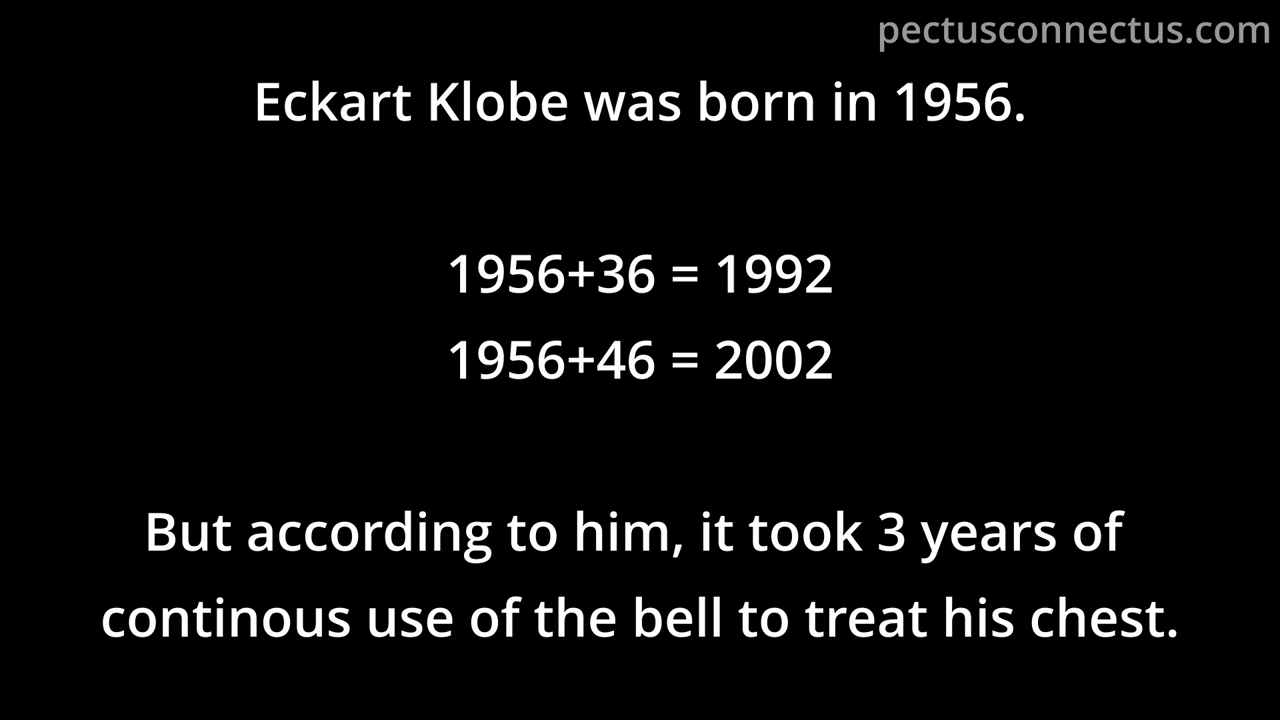 pectusconnectus.com
Eckart Klobe was born in 1956.
1956+36 = 1992
1956+46 = 2002
But according to him, it took 3 years of
continous use of the bell to treat his chest.